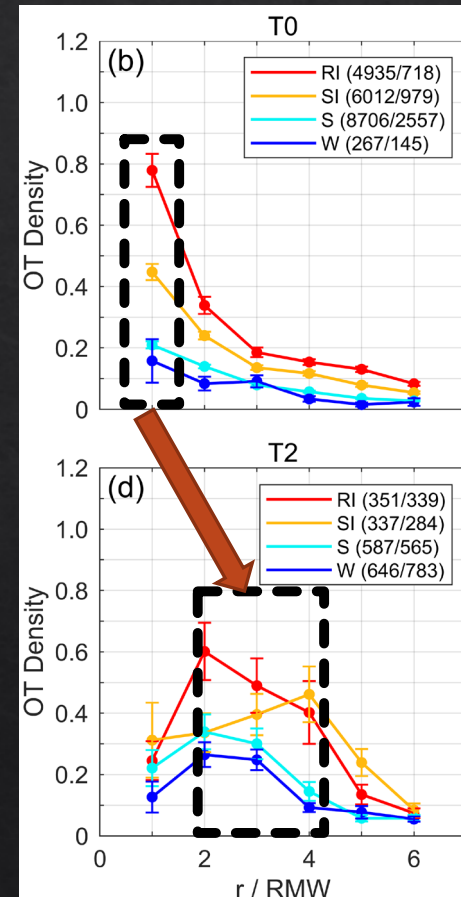 T0
(b)
RI (4935/718)
SI (6012/979)
S (8706/2557)
W (267/145)
1.2
1.0
0.8
0.6
0.4
0.2
0
OT Density
T2
(d)
RI (351/339)
SI (337/284)
S (587/565)
W (646/783)
1.2
1.0
0.8
0.6
0.4
0.2
0
OT Density
0 2 4 6
r / RMW